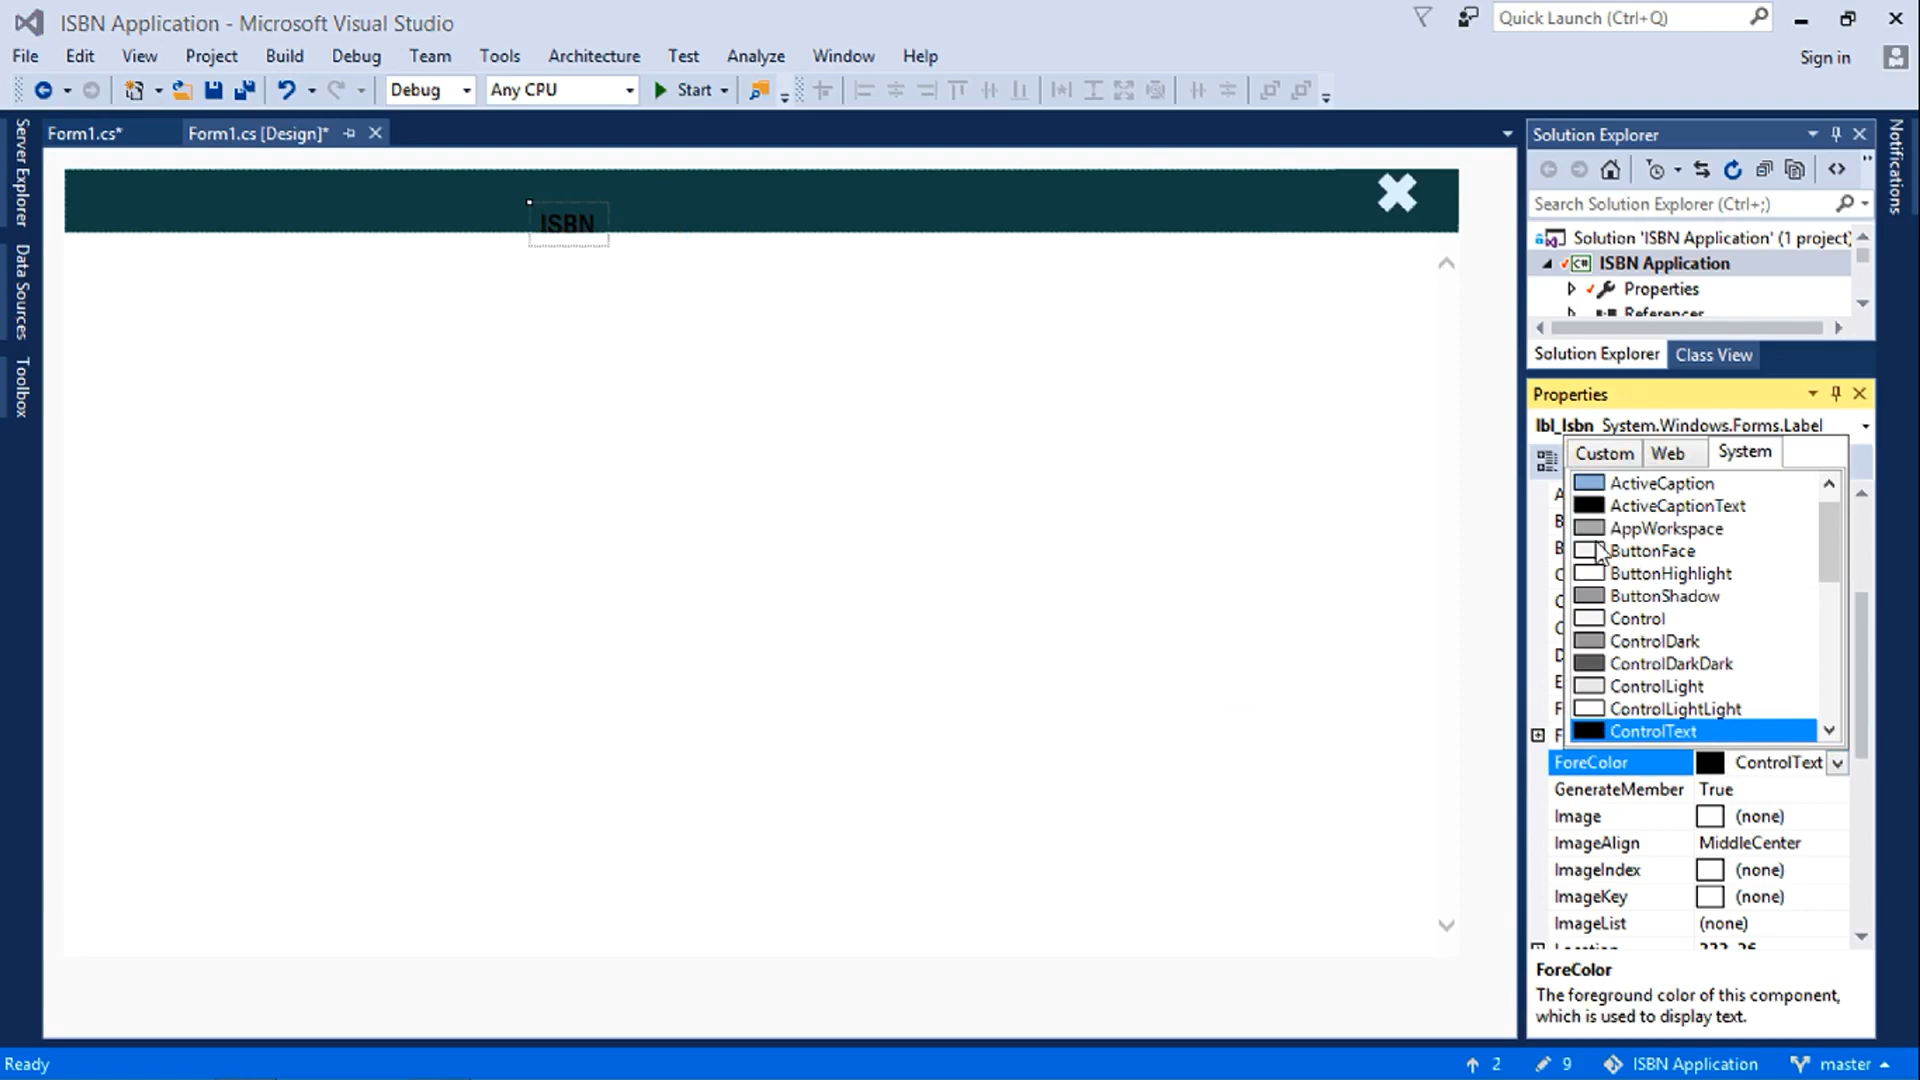 ISBN Application - Microsoft Visual Studio
Quick Launch (Ctrl+Q)
File Edit View Project Build Debug Team Tools Architecture Test Analyze Window Help
Sign in
Debug Any CPU Start
Server Explorer
Data Sources
Toolbox
Form1.cs* Form1.cs [Design]*
ISBN
Solution Explorer
Search Solution Explorer (Ctrl+;)
Solution 'ISBN Application' (1 project)
C# ISBN Application
Properties
References
Solution Explorer Class View
Notifications
Properties
lbl_Isbn System.Windows.Forms.Label
Custom Web System
ActiveCaption
ActiveCaptionText
AppWorkspace
ButtonFace
ButtonHighlight
ButtonShadow
Control
ControlDark
ControlDarkDark
ControlLight
ControlLightLight
ControlText
ForeColor ControlText
GenerateMember True
Image (none)
ImageAlign MiddleCenter
ImageIndex (none)
ImageKey (none)
ImageList (none)
ForeColor
The foreground color of this component,
which is used to display text.
Ready
2 9 ISBN Application master